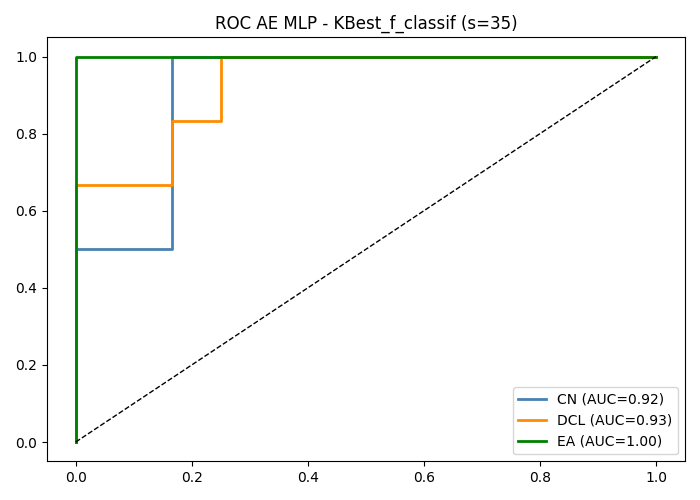 ROC AE MLP - KBest_f_classif (s=35)
1.0
0.8
0.6
0.4
0.2
0.0
0.0 0.2 0.4 0.6 0.8 1.0
CN (AUC=0.92)
DCL (AUC=0.93)
EA (AUC=1.00)